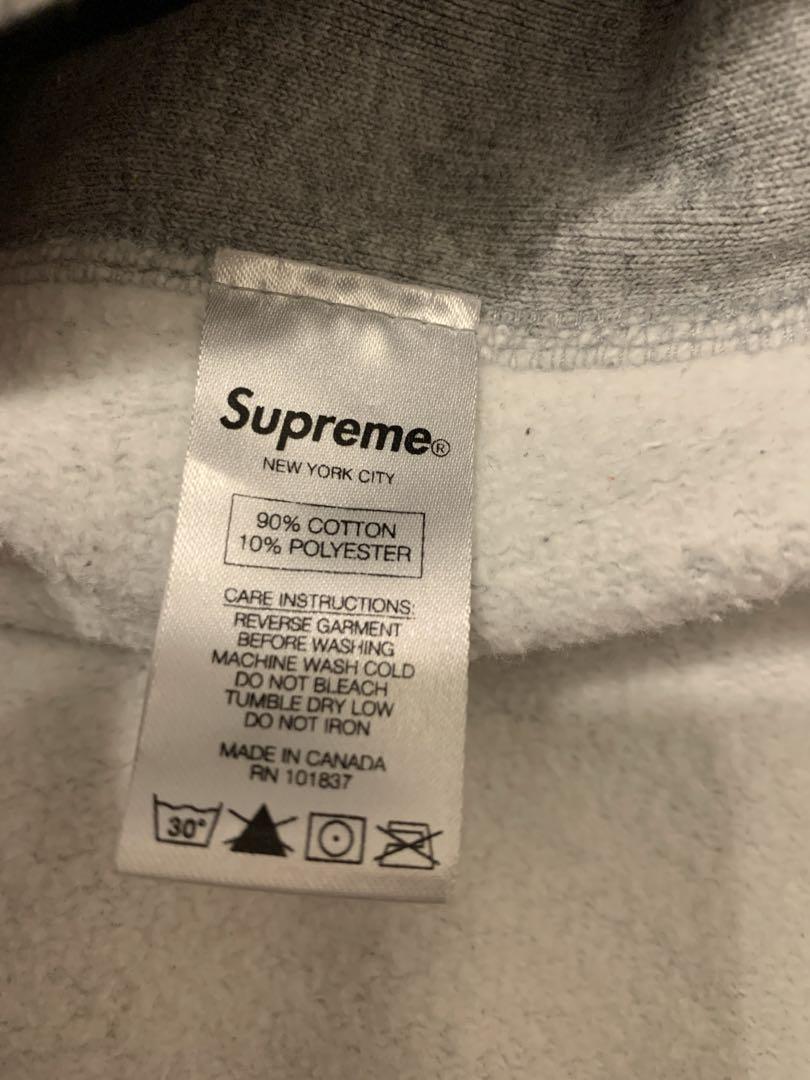 Supreme®
NEW YORK CITY
90% COTTON
10% POLYESTER
CARE INSTRUCTIONS:
REVERSE GARMENT
BEFORE WASHING
MACHINE WASH COLD
DO NOT BLEACH
TUMBLE DRY LOW
DO NOT IRON
MADE IN CANADA
RN 101837
30°